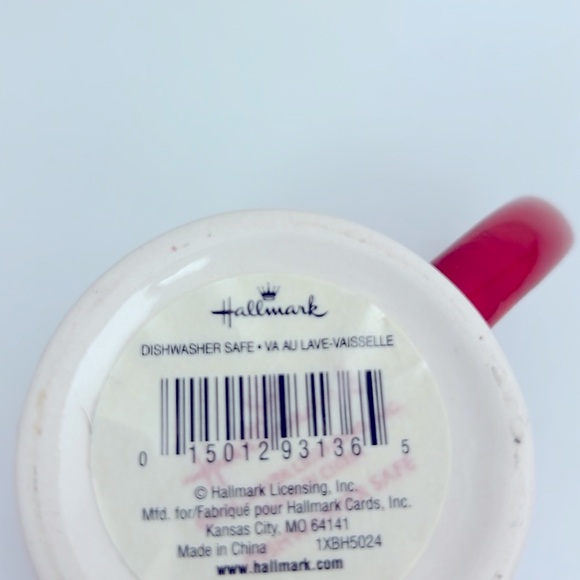 Hallmark
DISHWASHER SAFE • VA AU LAVE-VAISSELLE
0 15012 93136 5
© Hallmark Licensing, Inc.
Mfd. for/Fabriqué pour Hallmark Cards, Inc.
Kansas City, MO 64141
Made in China 1XBH5024
www.hallmark.com
SAFE